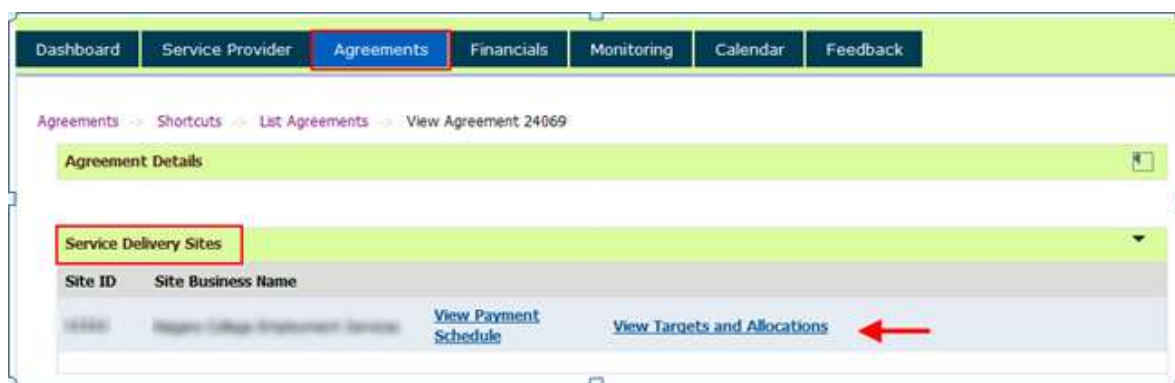 Dashboard Service Provider Agreements Financials Monitoring Calendar Feedback
Agreements -> Shortcuts -> List Agreements -> View Agreement 24069
Agreement Details
Service Delivery Sites
Site ID Site Business Name
View Payment
Schedule
View Targets and Allocations